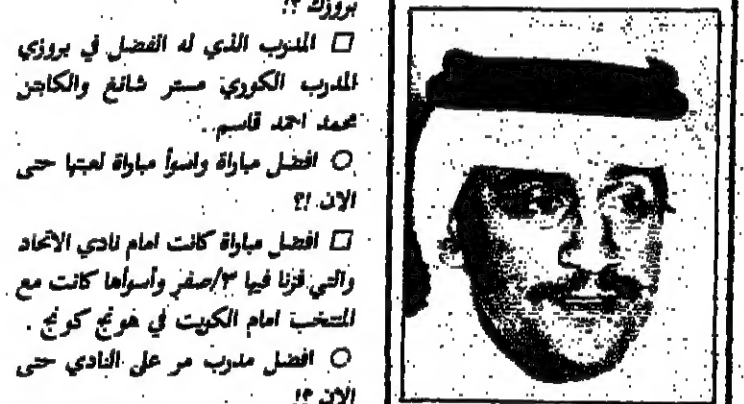 بروزك ؟!
□ المدرب الذي له الفضل في بروزي
المدرب الكوري مستر شانغ والكابتن
محمد احمد قاسم .
○ افضل مباراة واسوأ مباراة لعبتها حتى
الان !؟
□ افضل مباراة كانت امام نادي الاتحاد
والتي فزنا فيها ٣/صفر وأسوأها كانت مع
المنتخب امام الكويت في هونج كونج .
○ افضل مدرب مر على النادي حتى
الان ؟!